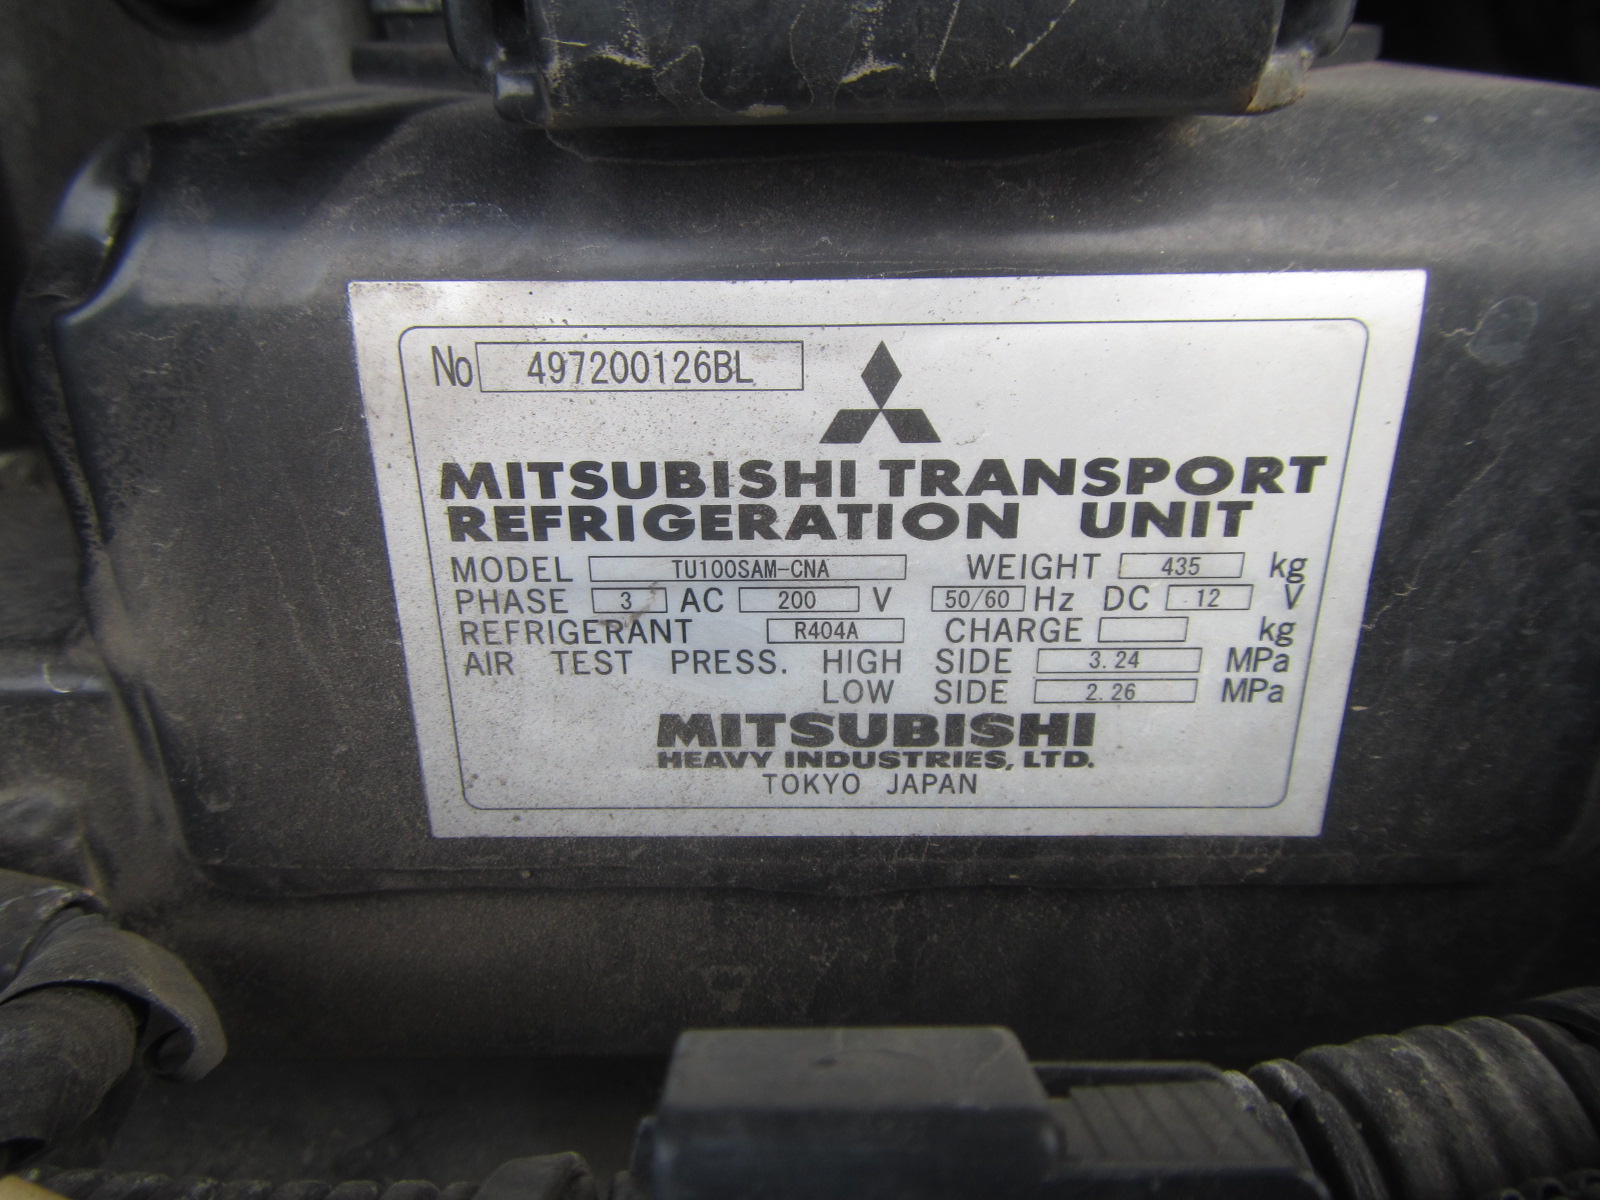 No 497200126BL
MITSUBISHI TRANSPORT
REFRIGERATION UNIT
MODEL TU100SAM-CNA WEIGHT 435 kg
PHASE 3 AC 200 V 50/60 Hz DC 12 V
REFRIGERANT R404A CHARGE kg
AIR TEST PRESS. HIGH SIDE 3.24 MPa
LOW SIDE 2.26 MPa
MITSUBISHI
HEAVY INDUSTRIES, LTD.
TOKYO JAPAN